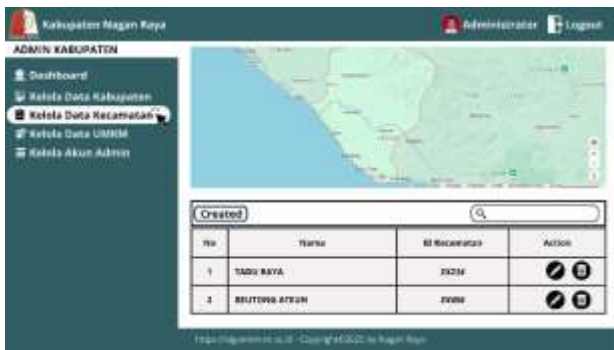 Kabupaten Nagan Raya
Administrator
Logout
ADMIN KABUPATEN
Dashboard
Kelola Data Kabupaten
Kelola Data Kecamatan
Kelola Data UMKM
Kelola Akun Admin
Created
No Nama ID Kecamatan Action
1 TADU RAYA
2 BEUTONG ATEUH